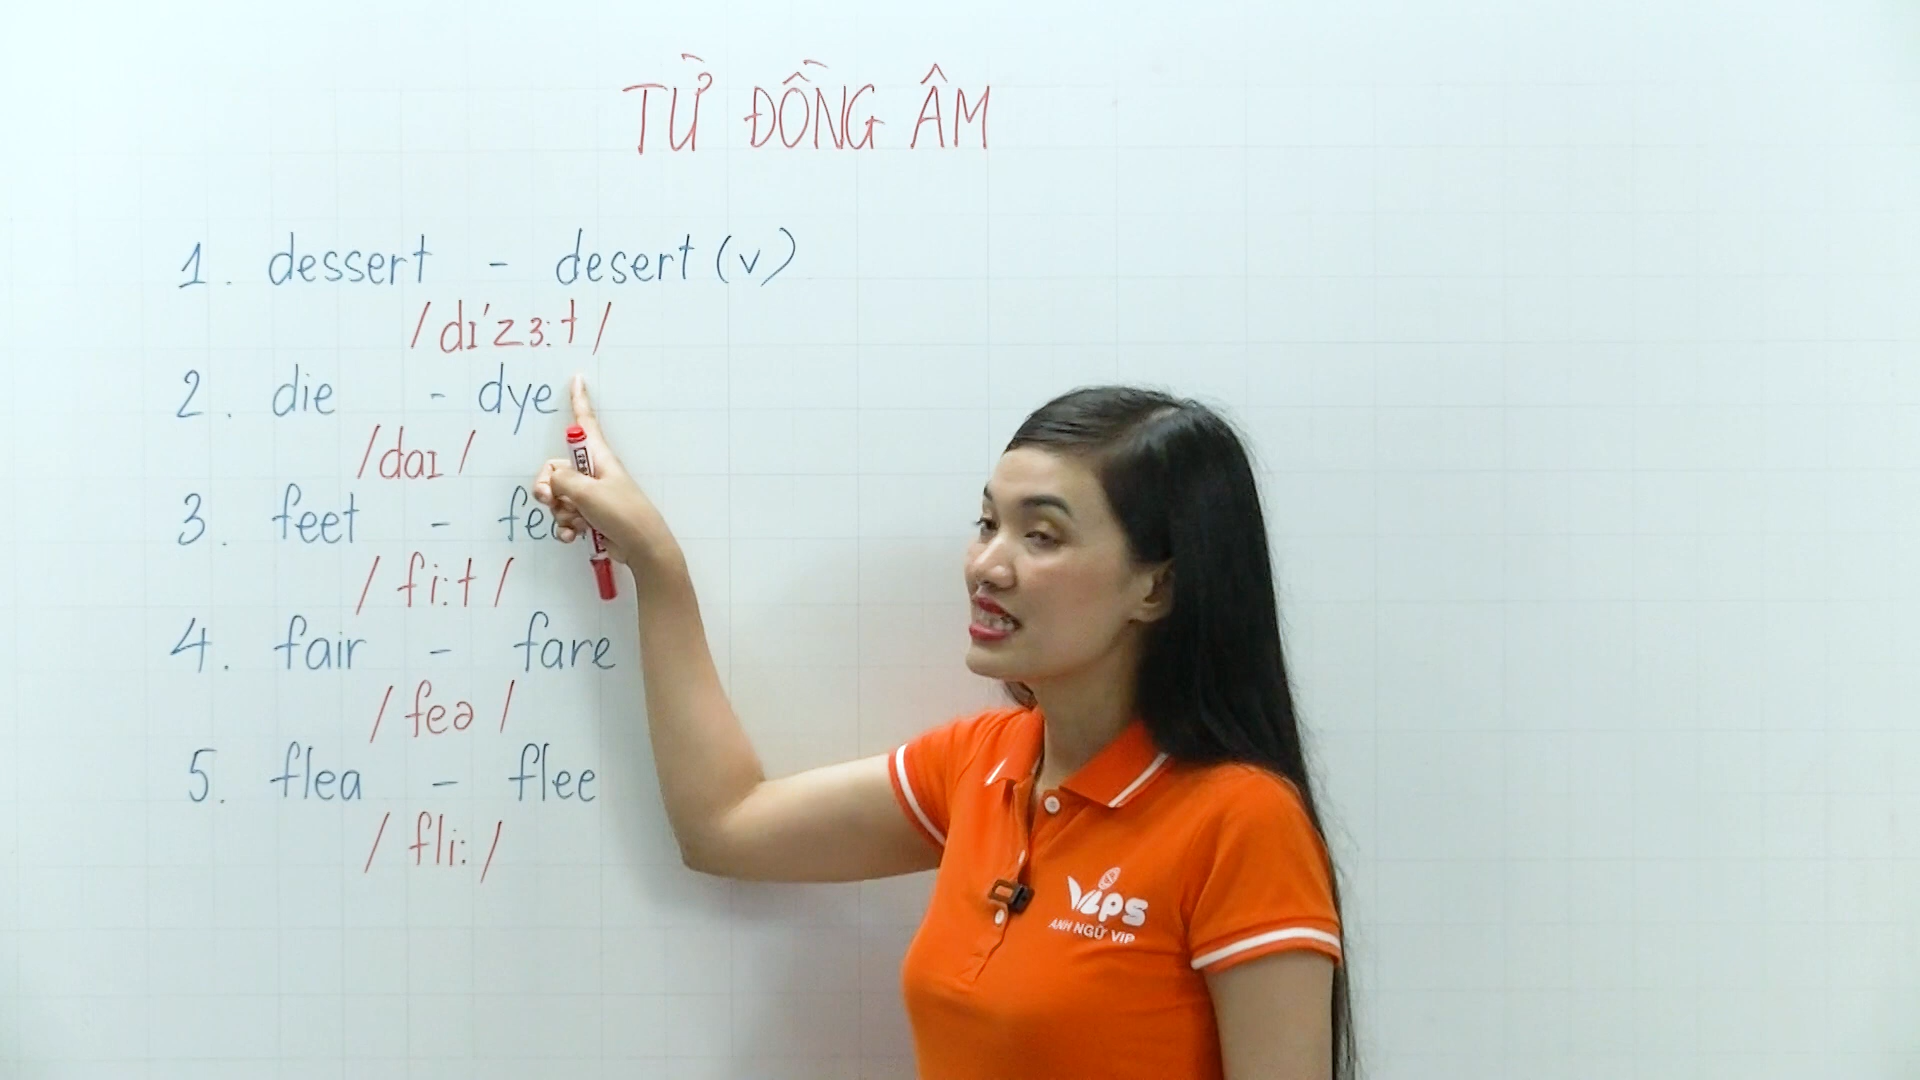 TỪ ĐỒNG ÂM
1. dessert - desert (v)
/dɪ'zɜ:t/
2. die - dye
/daɪ/
3. feet -
/fi:t/
4. fair - fare
/feə/
5. flea - flee
/fli:/
VIPS
ANH NGỮ VIP